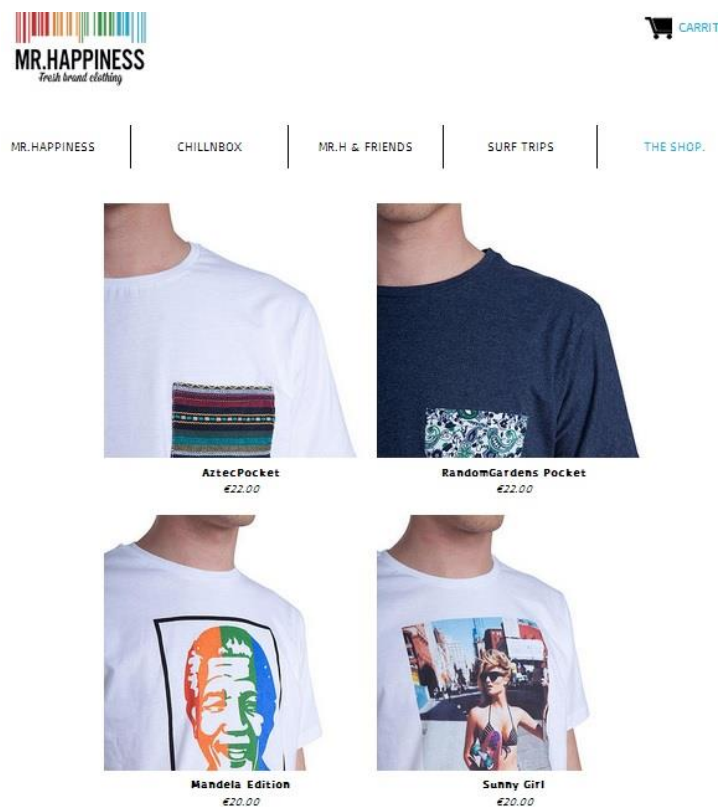 MR.HAPPINESS
Fresh brand clothing
CARRIT
MR.HAPPINESS
CHILLNBOX
MR.H & FRIENDS
SURF TRIPS
THE SHOP.
AztecPocket
€22.00
RandomGardens Pocket
€22.00
Mandela Edition
€20.00
Sunny Girl
€20.00